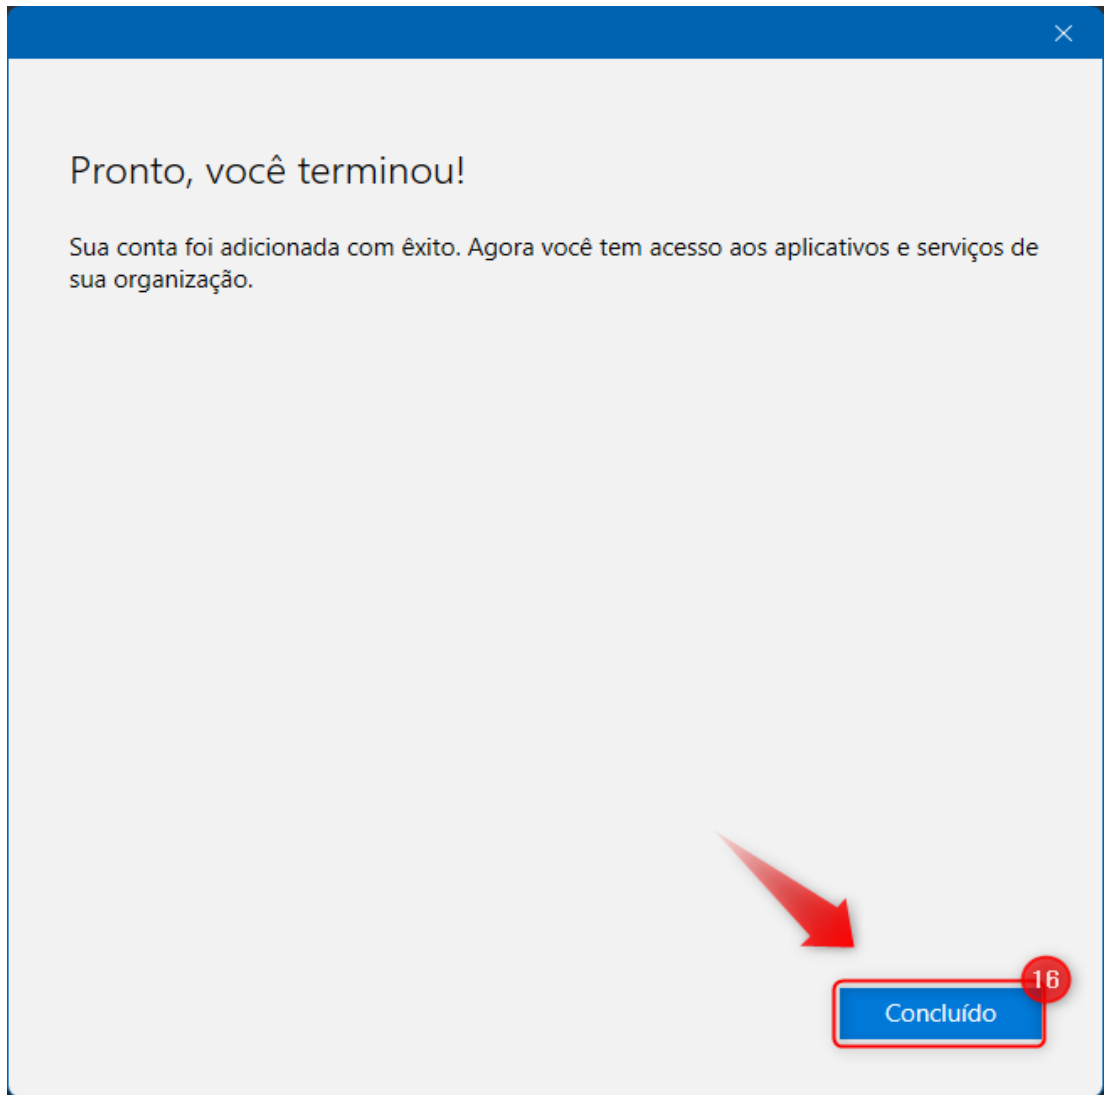 Pronto, você terminou!
Sua conta foi adicionada com êxito. Agora você tem acesso aos aplicativos e serviços de
sua organização.
16
Concluído